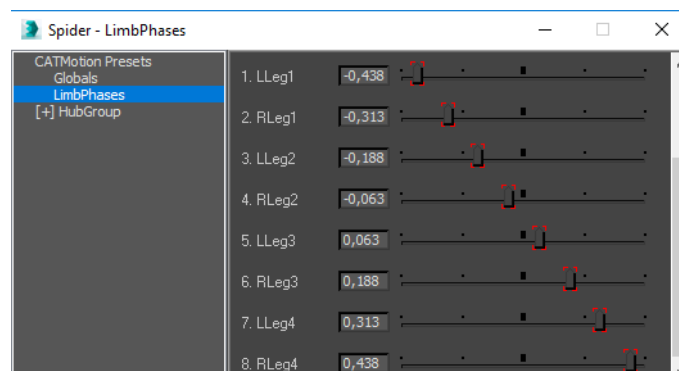 Spider - LimbPhases
CATMotion Presets
Globals
LimbPhases
[+] HubGroup
1. LLeg1 -0,438
2. RLeg1 -0,313
3. LLeg2 -0,188
4. RLeg2 -0,063
5. LLeg3 0,063
6. RLeg3 0,188
7. LLeg4 0,313
8. RLeg4 0,438